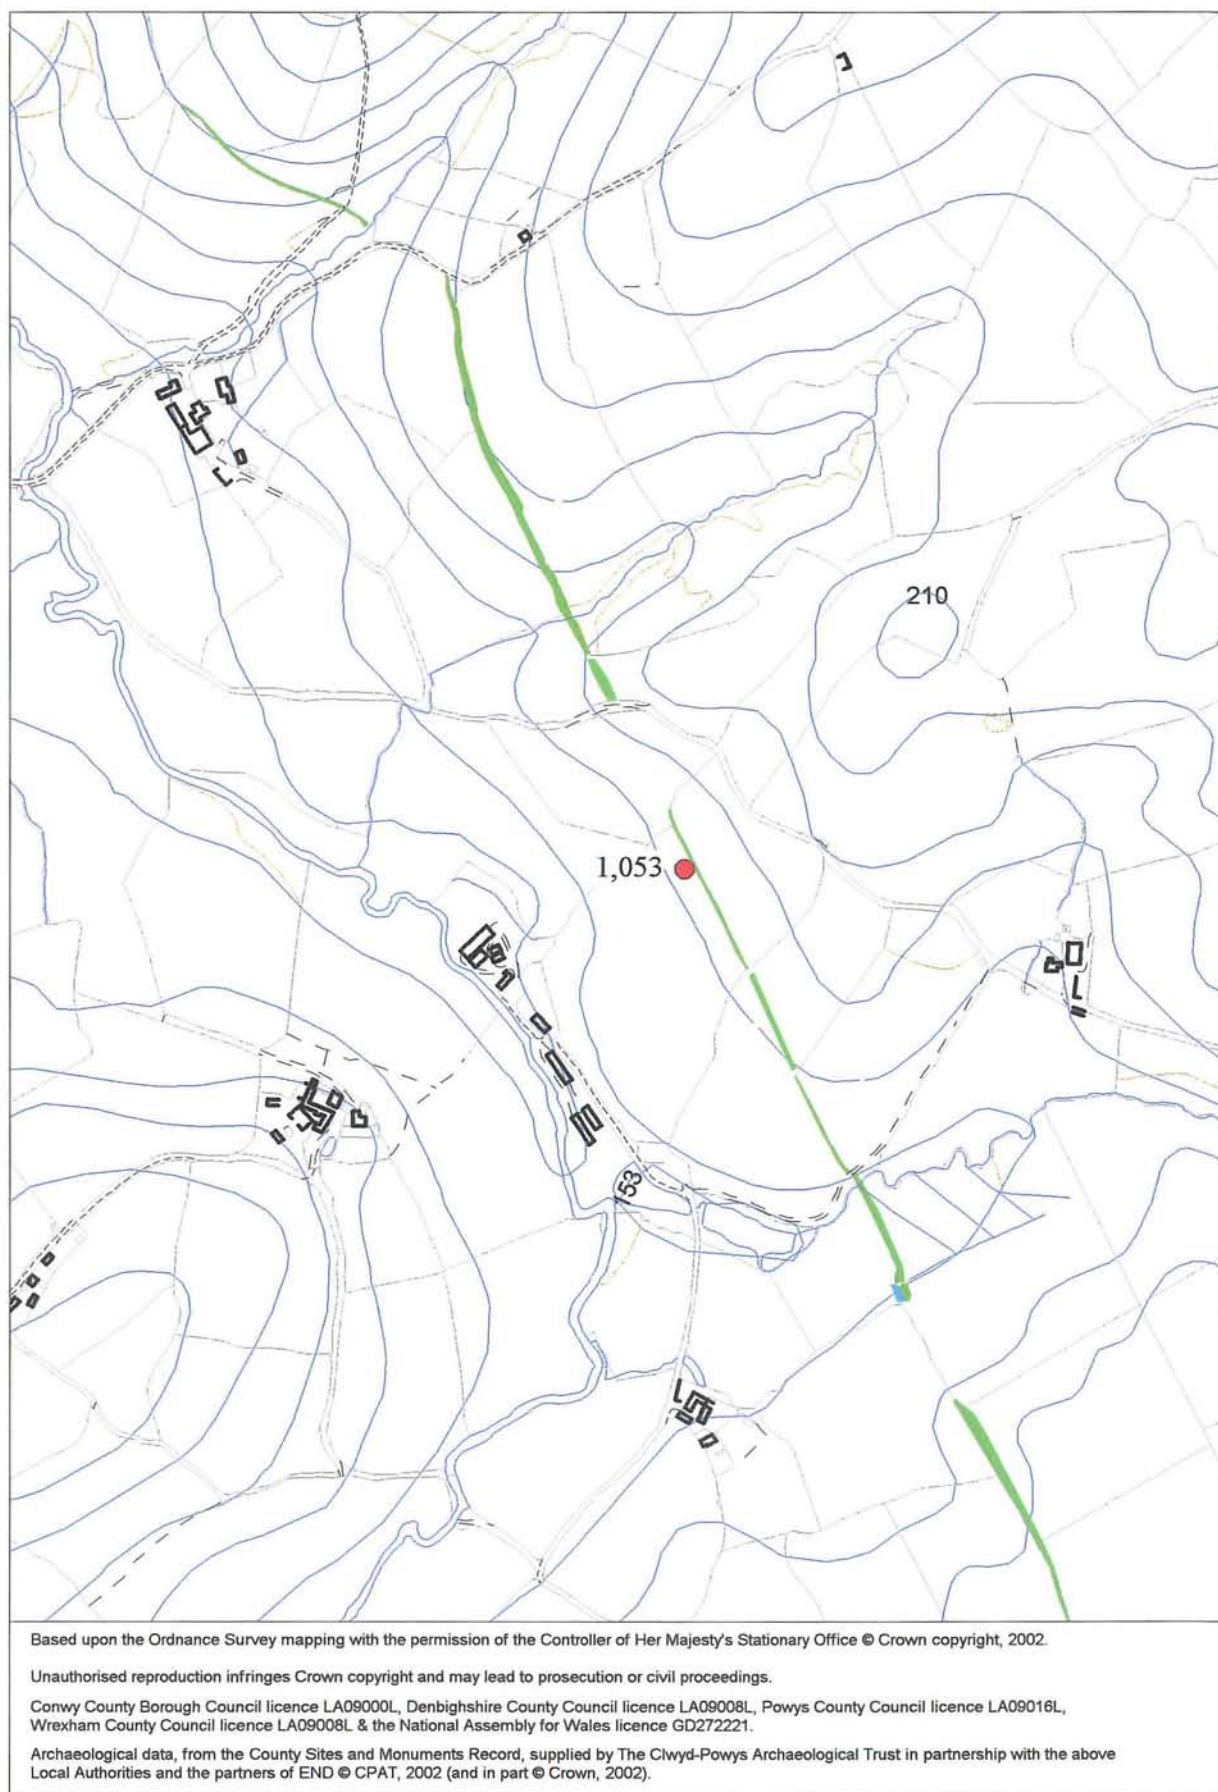 210
1,053
153
Based upon the Ordnance Survey mapping with the permission of the Controller of Her Majesty's Stationary Office © Crown copyright, 2002.
Unauthorised reproduction infringes Crown copyright and may lead to prosecution or civil proceedings.
Conwy County Borough Council licence LA09000L, Denbighshire County Council licence LA09008L, Powys County Council licence LA09016L,
Wrexham County Council licence LA09008L & the National Assembly for Wales licence GD272221.
Archaeological data, from the County Sites and Monuments Record, supplied by The Clwyd-Powys Archaeological Trust in partnership with the above
Local Authorities and the partners of END © CPAT, 2002 (and in part © Crown, 2002).